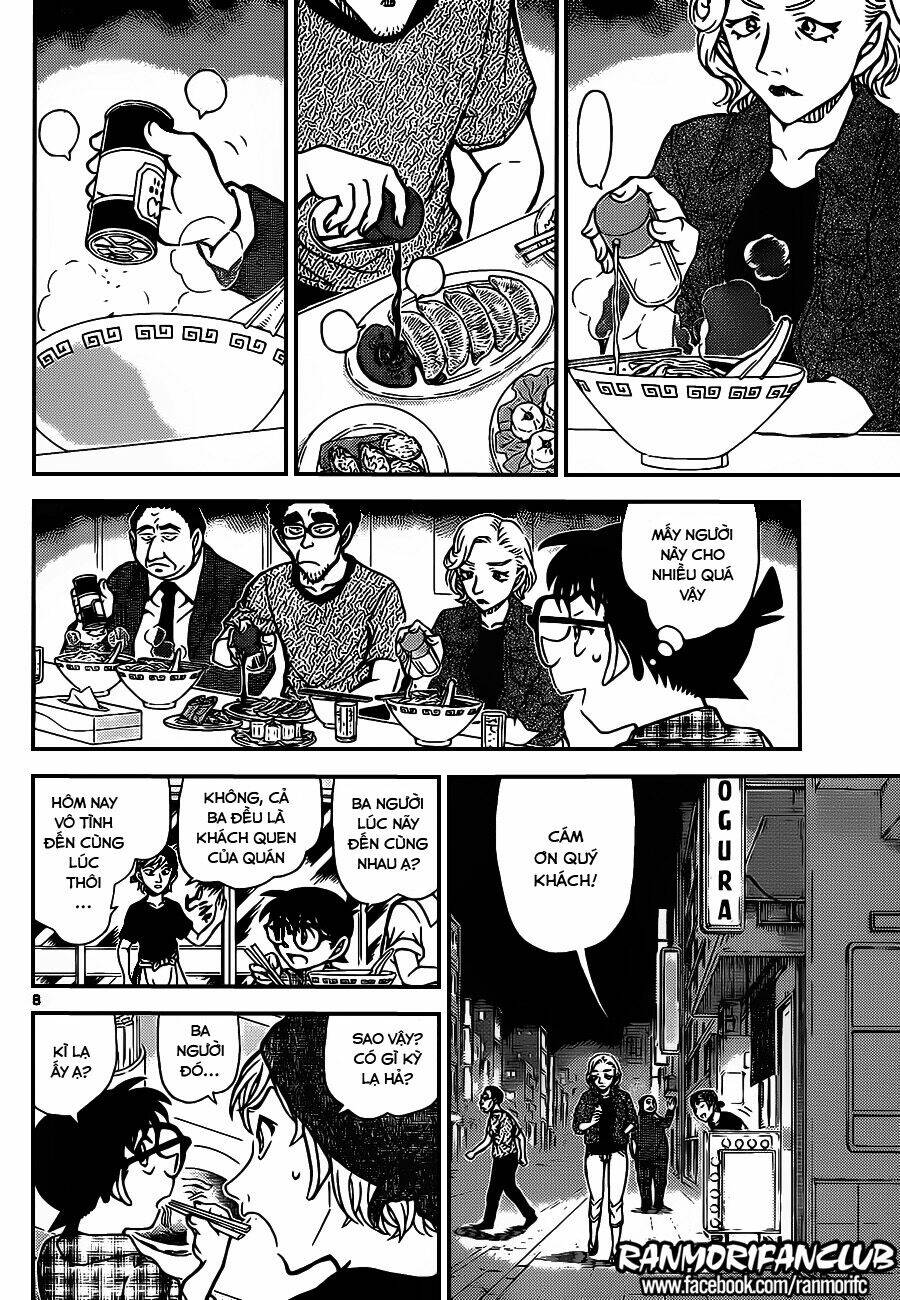 MẤY NGƯỜI
NÀY CHO
NHIỀU QUÁ
VẬY
CÁM
ƠN QUÝ
KHÁCH!
OGURA
BA NGƯỜI
LÚC NÃY
ĐẾN CÙNG
NHAU Ạ?
KHÔNG, CẢ
BA ĐỀU LÀ
KHÁCH QUEN
CỦA QUÁN
HÔM NAY
VÔ TÌNH
ĐẾN CÙNG
LÚC
THÔI
...
8
SAO VẬY?
CÓ GÌ KỲ
LẠ HẢ?
BA
NGƯỜI
ĐÓ...
KÌ LẠ
ẤY Ạ?
RANMORIFANCLUB
www.facebook.com/ranmorifc